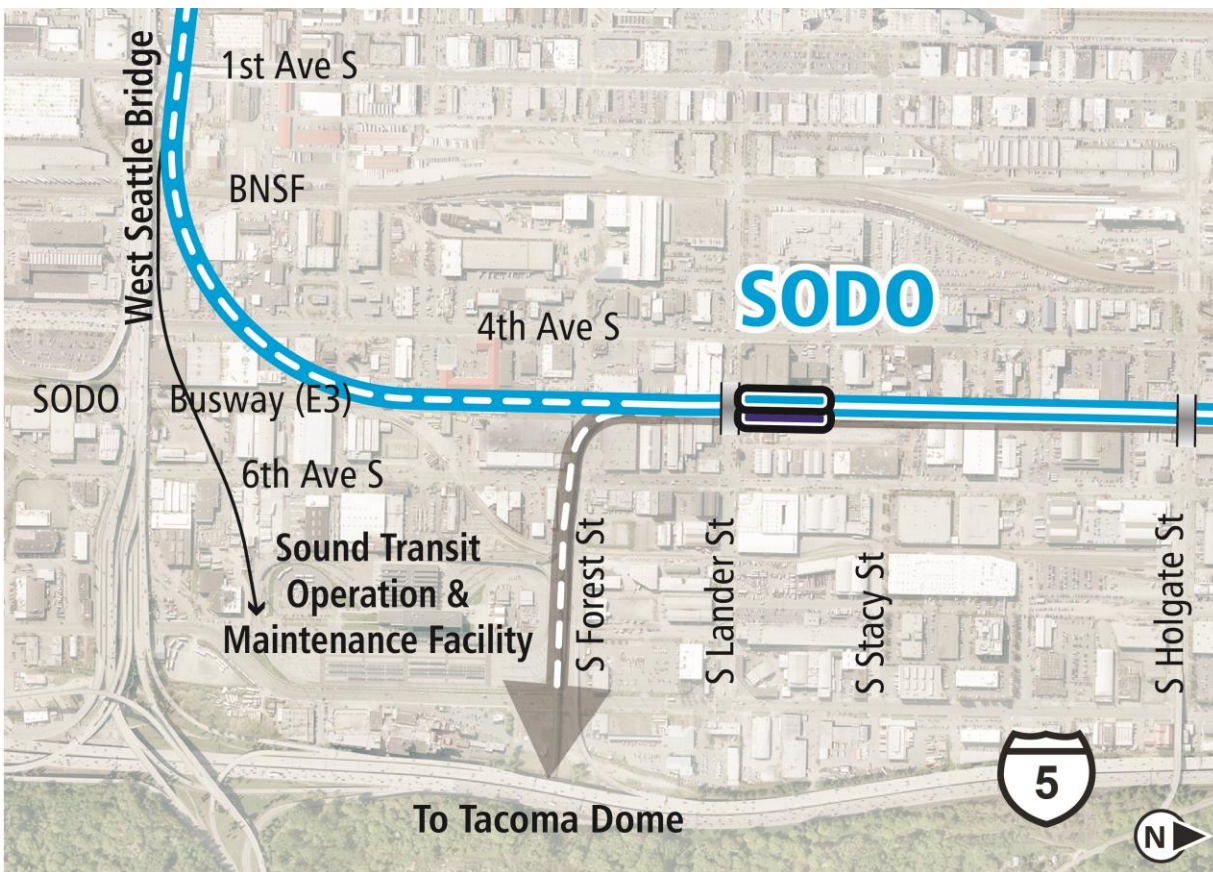 West Seattle Bridge
1st Ave S
BNSF
SODO
4th Ave S
SODO Busway (E3)
6th Ave S
Sound Transit
Operation &
Maintenance Facility
S Forest St
S Lander St
S Stacy St
S Holgate St
5
To Tacoma Dome
N